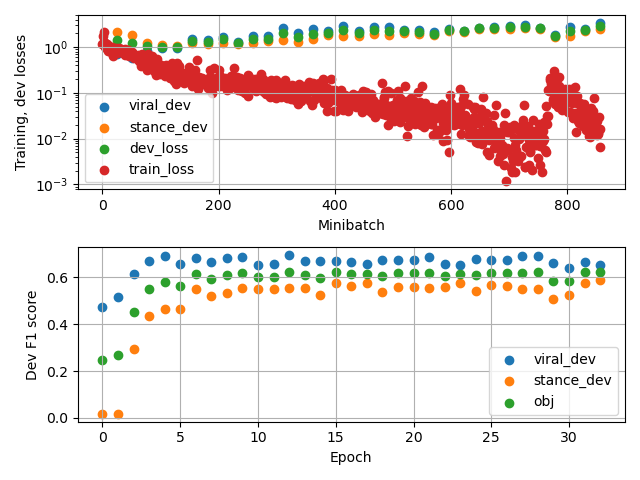 Training, dev losses
10^0
10^-1
10^-2
10^-3
viral_dev
stance_dev
dev_loss
train_loss
0 200 400 600 800
Minibatch
Dev F1 score
0.6
0.4
0.2
0.0
viral_dev
stance_dev
obj
0 5 10 15 20 25 30
Epoch